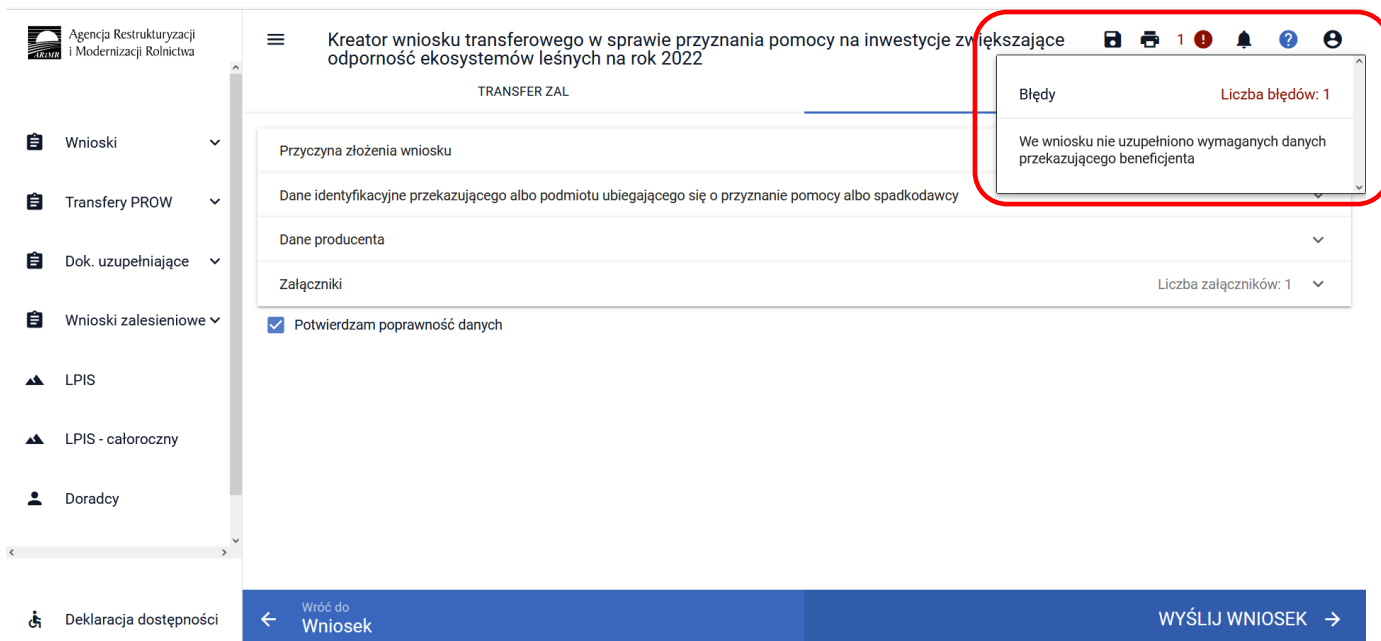 Agencja Restrukturyzacji
i Modernizacji Rolnictwa
ARiMR
Kreator wniosku transferowego w sprawie przyznania pomocy na inwestycje zwiększające
odporność ekosystemów leśnych na rok 2022
1
TRANSFER ZAL
Błędy
Liczba błędów: 1
We wniosku nie uzupełniono wymaganych danych
przekazującego beneficjenta
Wnioski
Transfery PROW
Dok. uzupełniające
Wnioski zalesieniowe
LPIS
LPIS - całoroczny
Doradcy
Deklaracja dostępności
Przyczyna złożenia wniosku
Dane identyfikacyjne przekazującego albo podmiotu ubiegającego się o przyznanie pomocy albo spadkodawcy
Dane producenta
Załączniki
Liczba załączników: 1
Potwierdzam poprawność danych
Wróć do
Wniosek
WYŚLIJ WNIOSEK